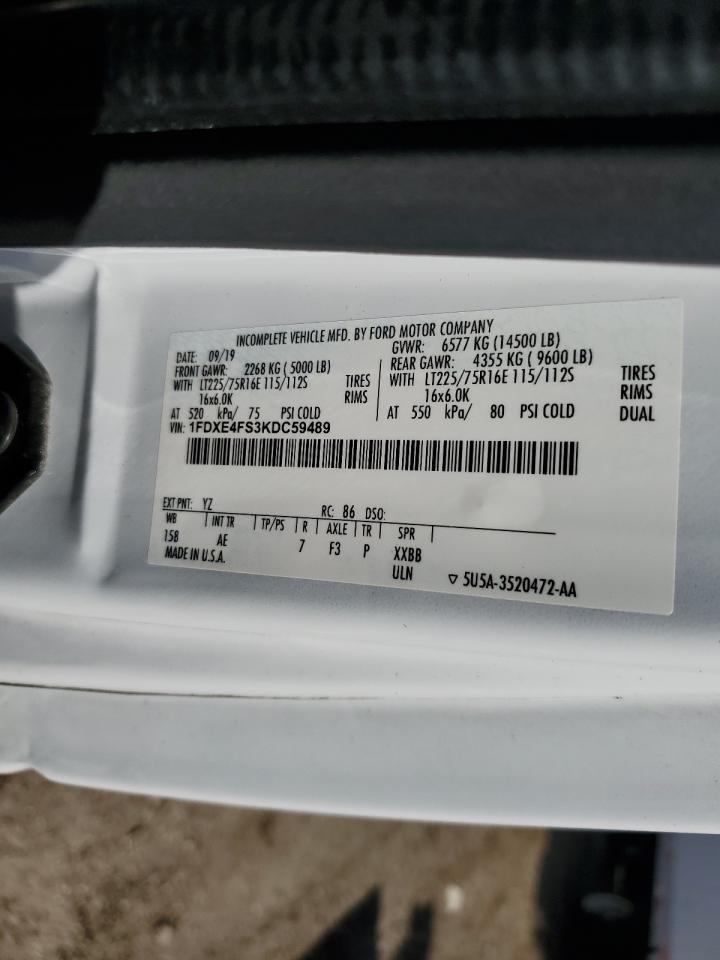 INCOMPLETE VEHICLE MFD. BY FORD MOTOR COMPANY
DATE: 09/19 GVWR: 6577 KG (14500 LB)
FRONT GAWR: 2268 KG ( 5000 LB) REAR GAWR: 4355 KG ( 9600 LB)
WITH LT225/75R16E 115/112S TIRES WITH LT225/75R16E 115/112S TIRES
16x6.0K RIMS 16x6.0K RIMS
AT 520 kPa/ 75 PSI COLD AT 550 kPa/ 80 PSI COLD DUAL
VIN: 1FDXE4FS3KDC59489
EXT PNT: YZ RC: 86 DSO:
WB INT TR TP/PS R AXLE TR SPR
158 AE 7 F3 P XXBB
MADE IN U.S.A. ULN ▽ 5U5A-3520472-AA